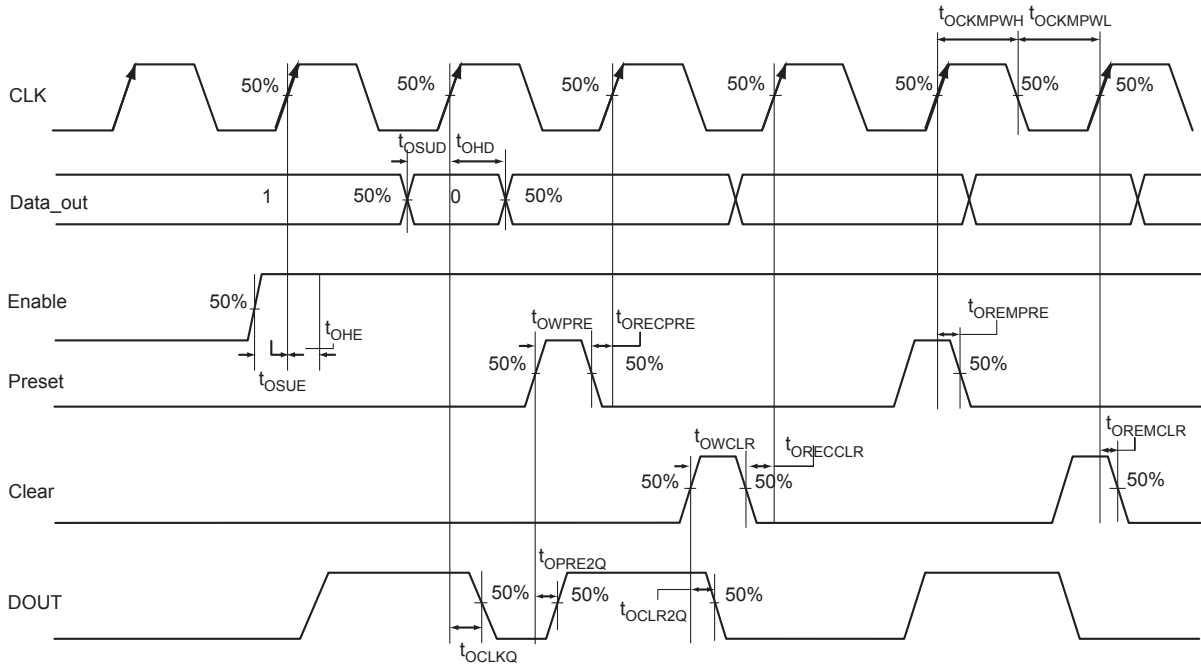 tOCKMPWH tOCKMPWL
CLK 50% 50% 50% 50% 50% 50% 50%
tOSUD tOHD
Data_out 1 50% 0 50%
Enable 50%
tOHE tOWPRE tORECPRE tOREMPRE
Preset tOSUE 50% 50% 50%
tOWCLR tORECCLR tOREMCLR
Clear 50% 50% 50%
tOPRE2Q
DOUT 50% 50% tOCLR2Q 50%
tOCLKQ